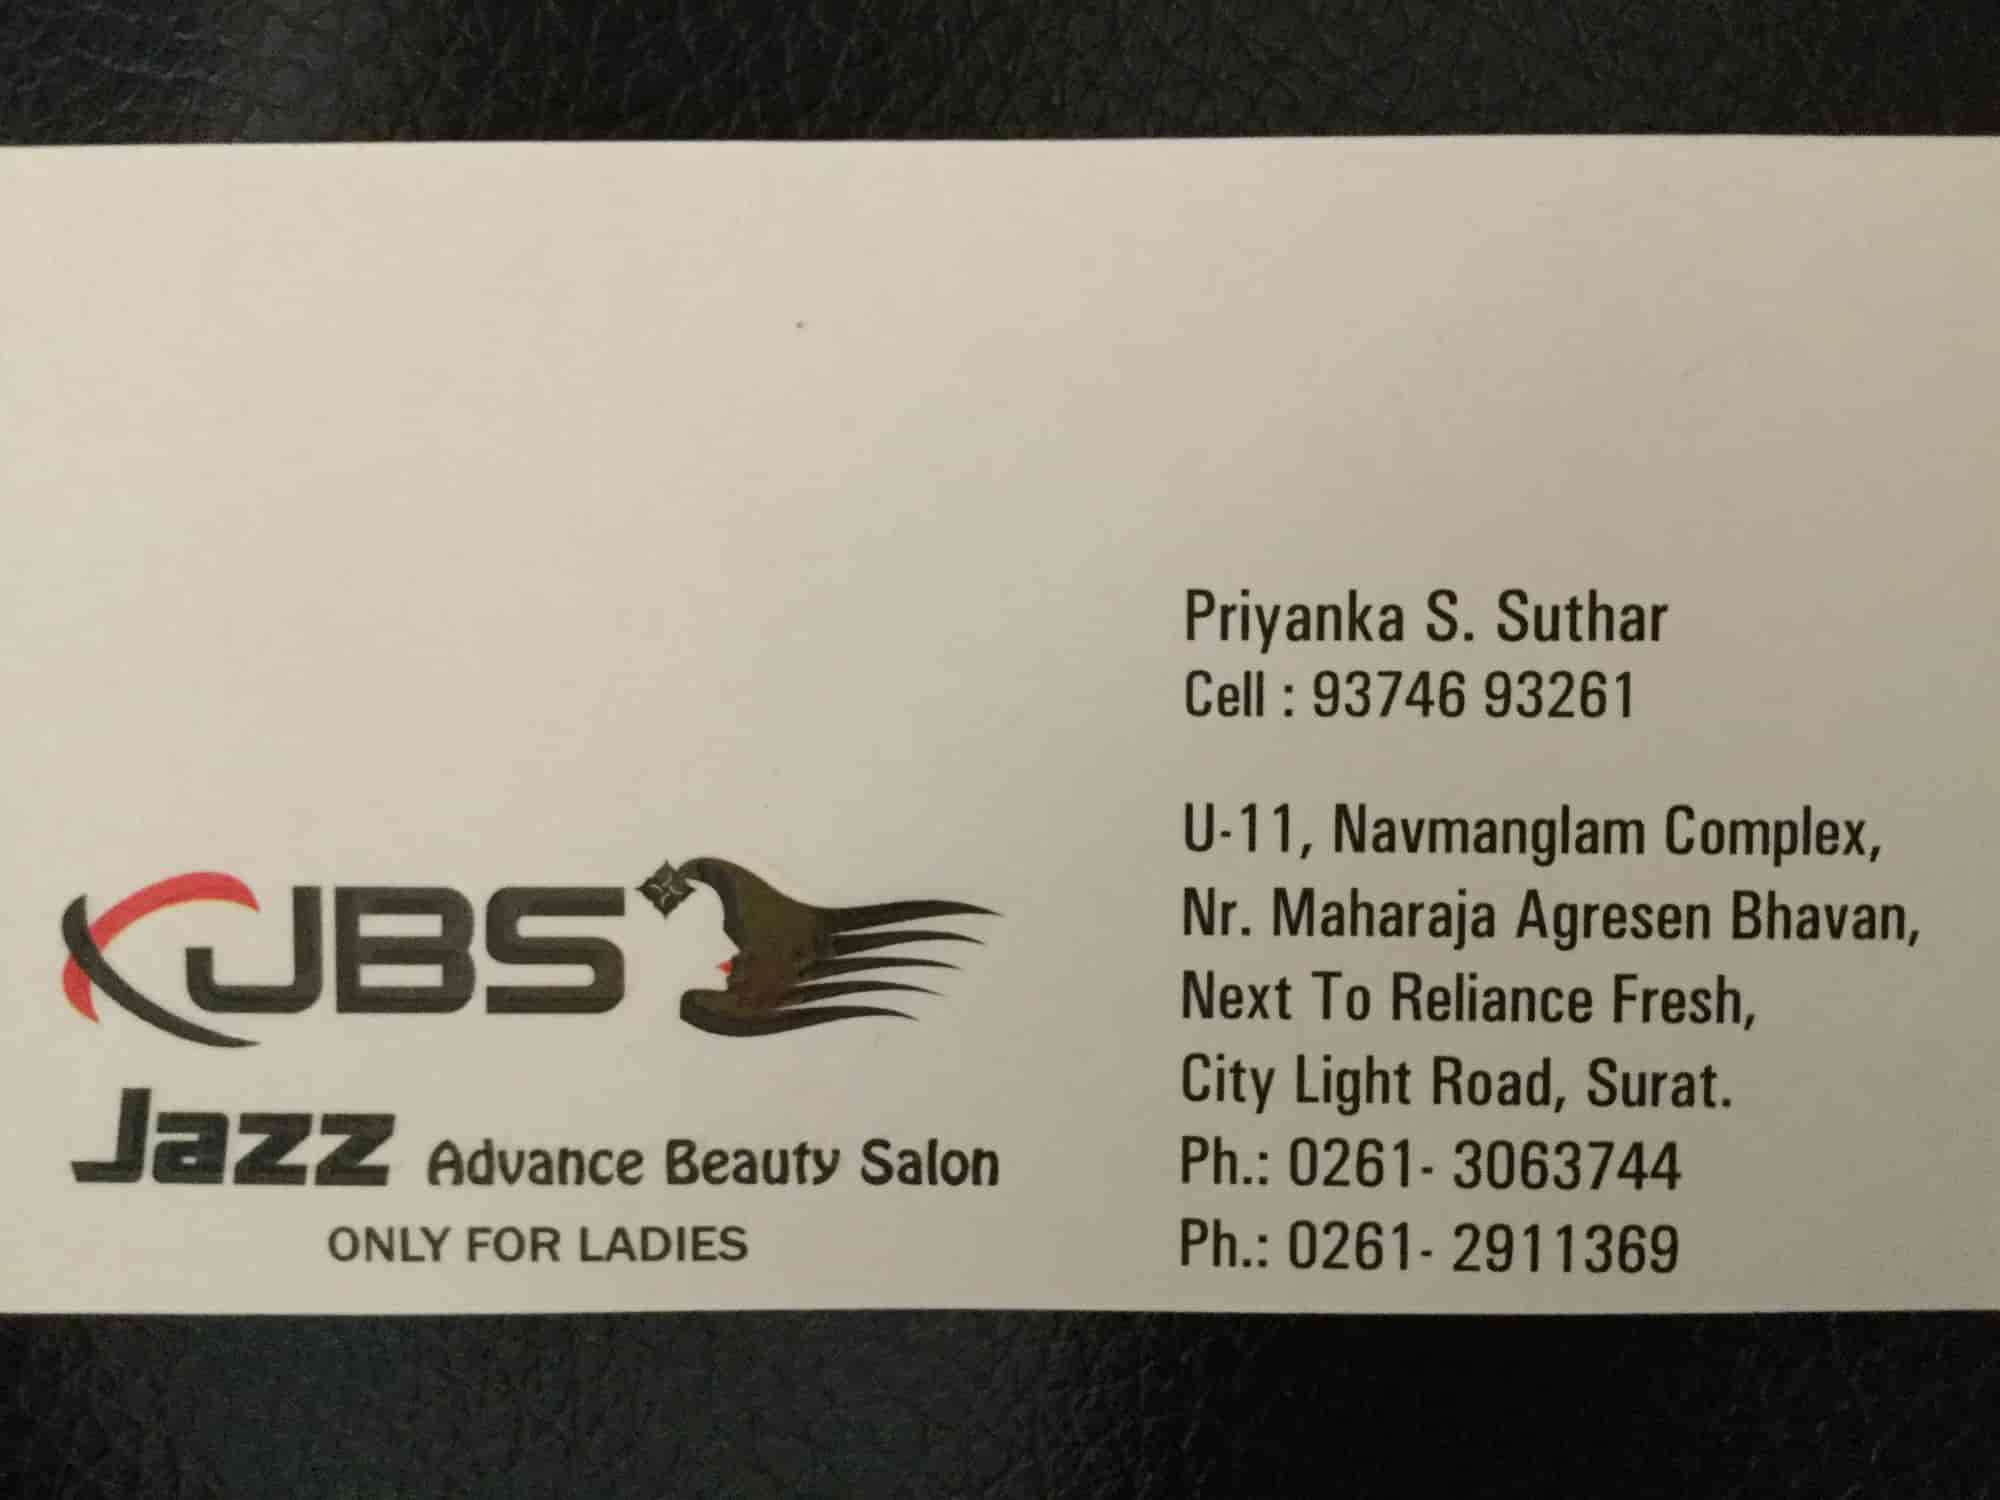 JBS
Jazz Advance Beauty Salon
ONLY FOR LADIES
Priyanka S. Suthar
Cell : 93746 93261
U-11, Navmanglam Complex,
Nr. Maharaja Agresen Bhavan,
Next To Reliance Fresh,
City Light Road, Surat.
Ph.: 0261- 3063744
Ph.: 0261- 2911369